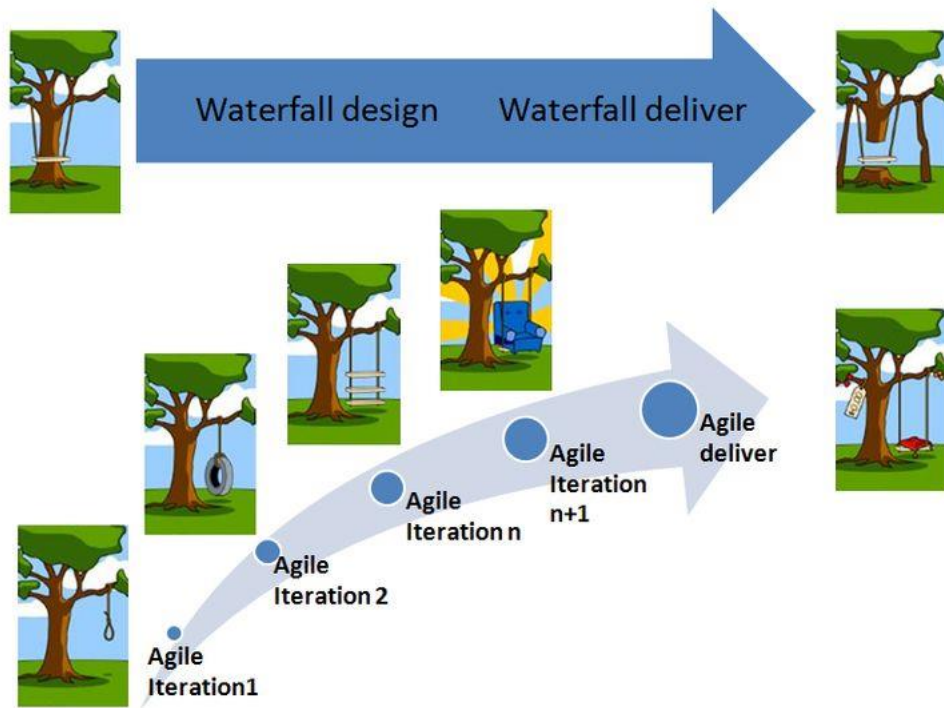 Waterfall design
Waterfall deliver
Agile
deliver
Agile
Iteration
n+1
Agile
Iteration n
Agile
Iteration 2
Agile
Iteration1